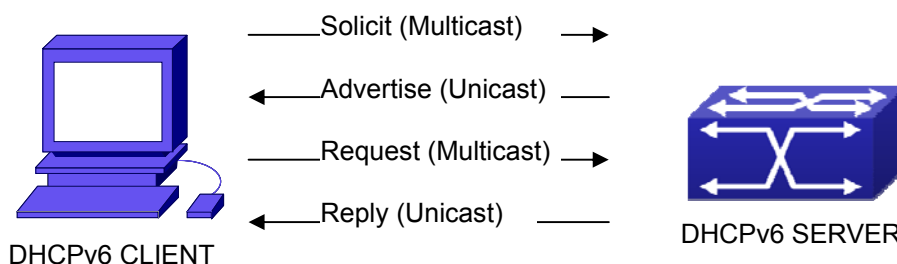 Solicit (Multicast)
Advertise (Unicast)
Request (Multicast)
Reply (Unicast)
DHCPv6 CLIENT
DHCPv6 SERVER